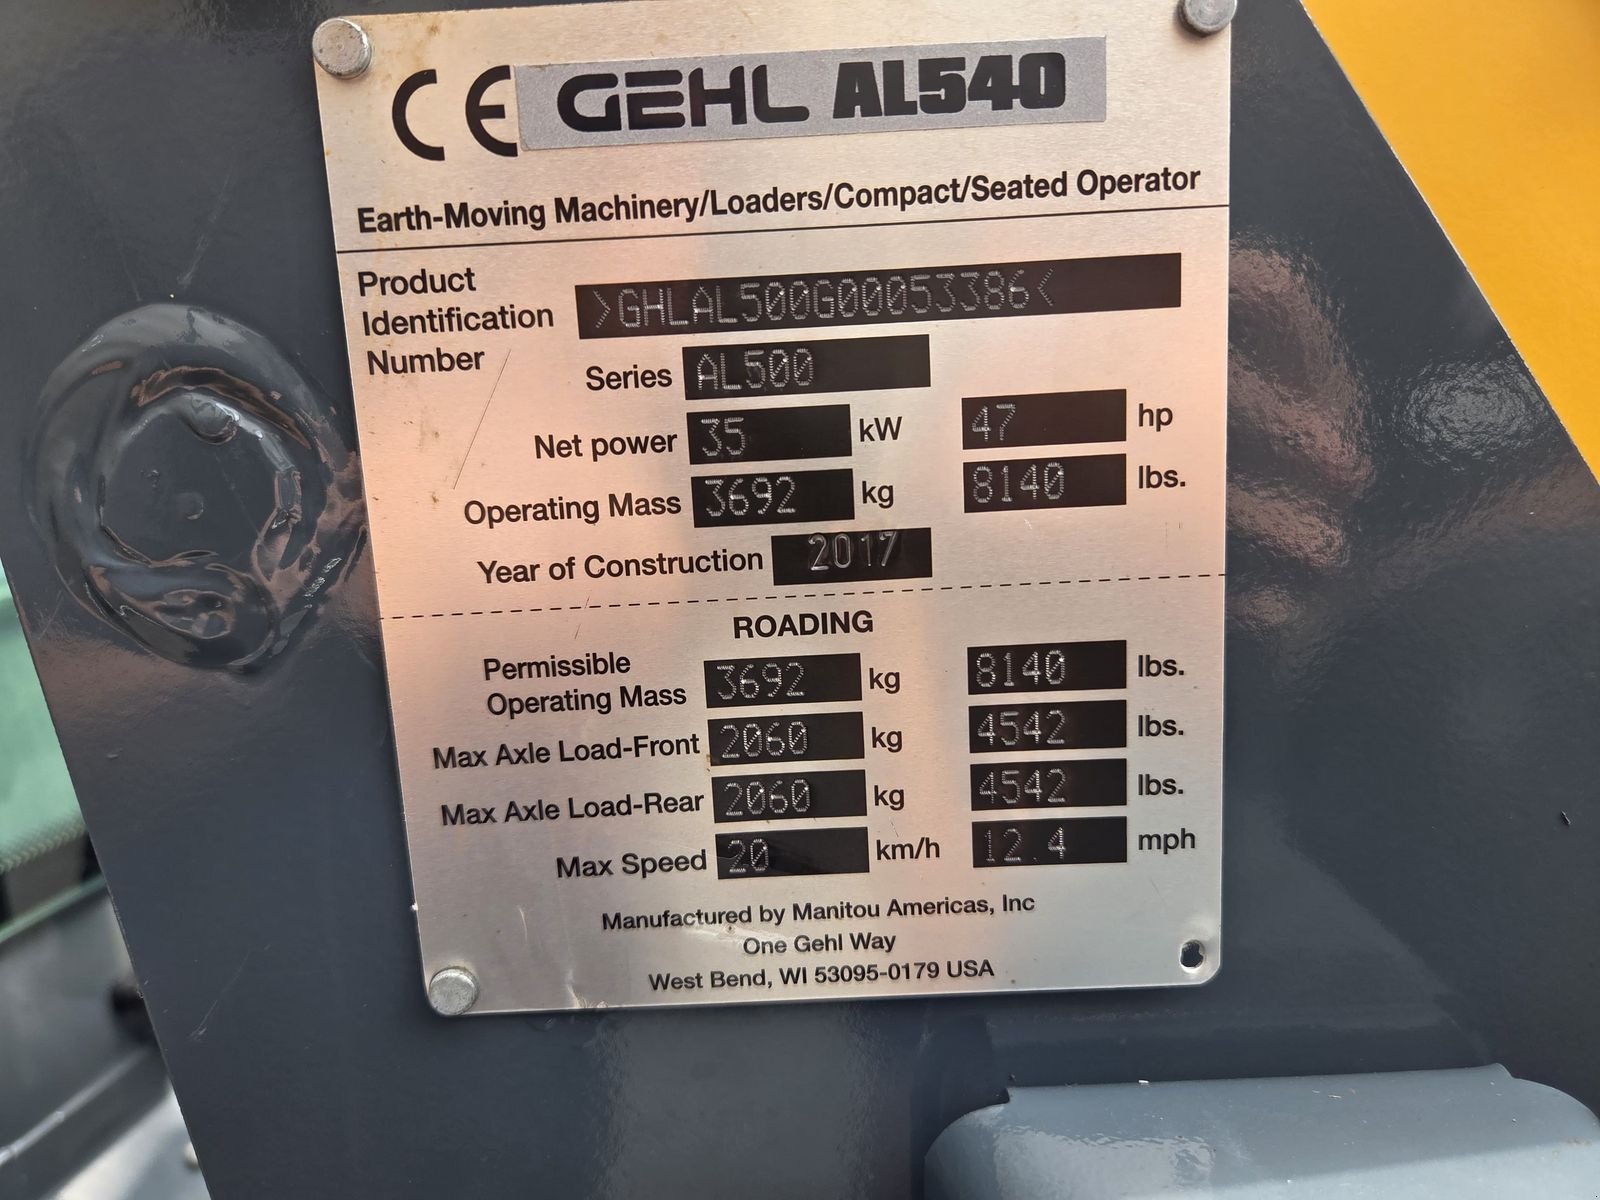 CE GEHL AL540
Earth-Moving Machinery/Loaders/Compact/Seated Operator
Product Identification Number >GHLAL500G00053386<
Series AL500
Net power 35 kW 47 hp
Operating Mass 3692 kg 8140 lbs.
Year of Construction 2017
ROADING
Permissible Operating Mass 3692 kg 8140 lbs.
Max Axle Load-Front 2060 kg 4542 lbs.
Max Axle Load-Rear 2060 kg 4542 lbs.
Max Speed 20 km/h 12.4 mph
Manufactured by Manitou Americas, Inc
One Gehl Way
West Bend, WI 53095-0179 USA